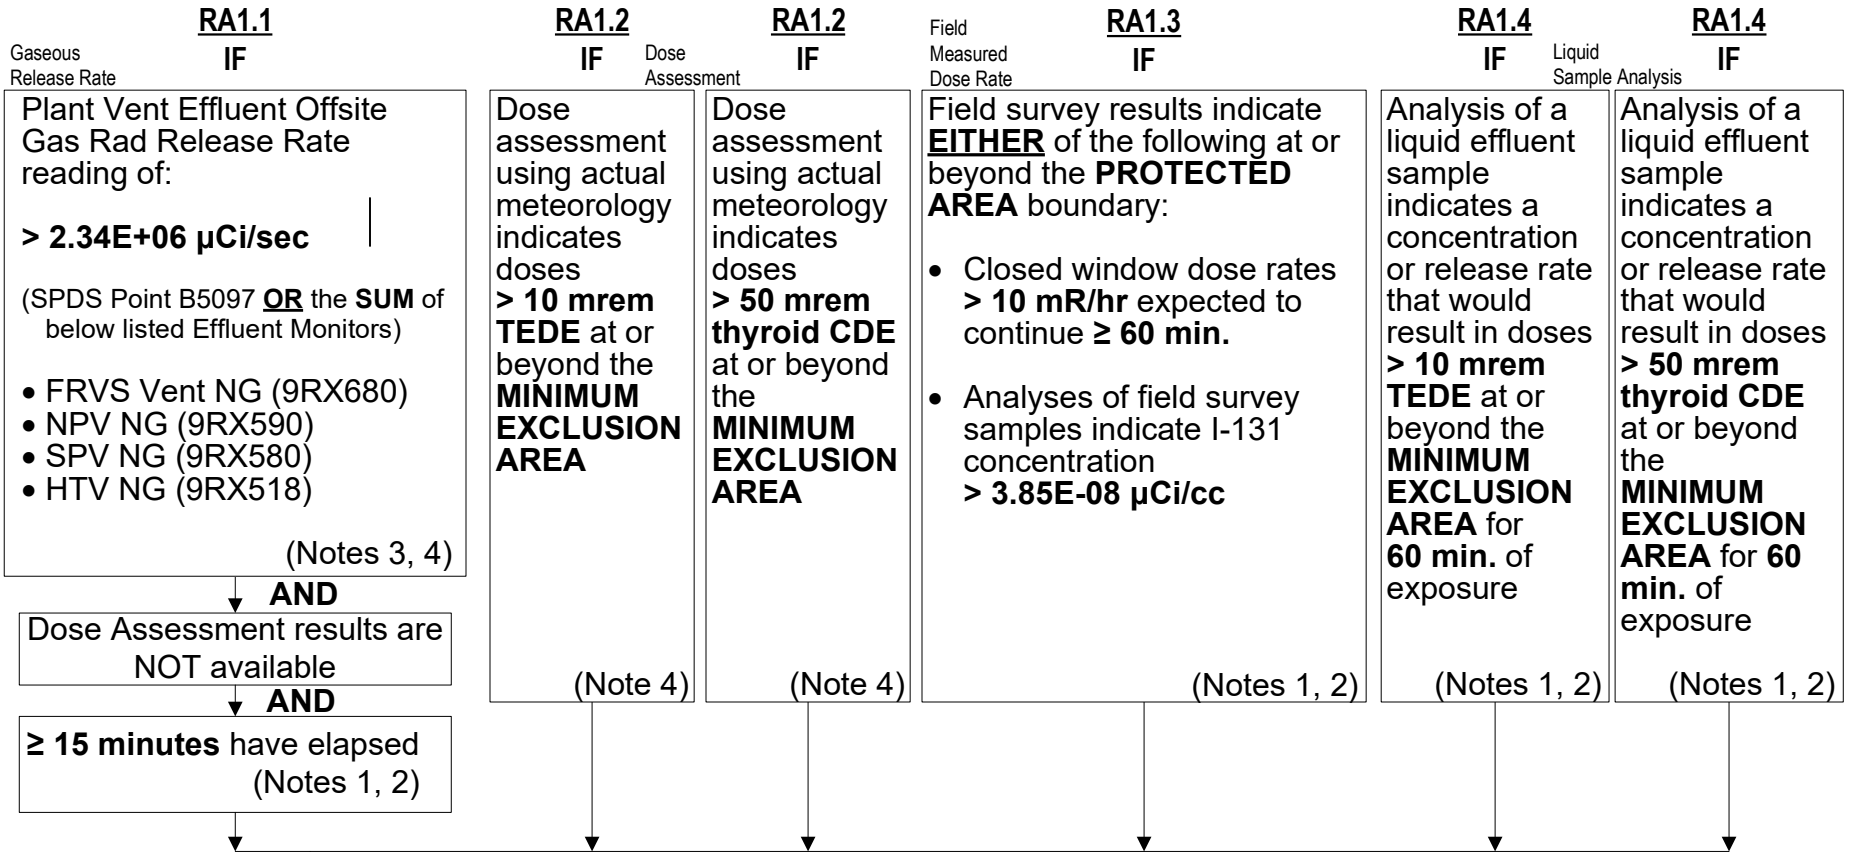 RA1.1
IF
Gaseous
Release Rate
Plant Vent Effluent Offsite
Gas Rad Release Rate
reading of:
> 2.34E+06 µCi/sec
(SPDS Point B5097 OR the SUM of
below listed Effluent Monitors)
• FRVS Vent NG (9RX680)
• NPV NG (9RX590)
• SPV NG (9RX580)
• HTV NG (9RX518)
(Notes 3, 4)
AND
Dose Assessment results are
NOT available
AND
≥ 15 minutes have elapsed
(Notes 1, 2)
RA1.2
IF
Dose
Assessment
Dose
assessment
using actual
meteorology
indicates
doses
> 10 mrem
TEDE at or
beyond the
MINIMUM
EXCLUSION
AREA
(Note 4)
RA1.2
IF
Dose
assessment
using actual
meteorology
indicates
doses
> 50 mrem
thyroid CDE
at or beyond
the
MINIMUM
EXCLUSION
AREA
(Note 4)
Field
Measured
Dose Rate
RA1.3
IF
Field survey results indicate
EITHER of the following at or
beyond the PROTECTED
AREA boundary:
• Closed window dose rates
> 10 mR/hr expected to
continue ≥ 60 min.
• Analyses of field survey
samples indicate I-131
concentration
> 3.85E-08 µCi/cc
(Notes 1, 2)
RA1.4
IF
Liquid
Sample Analysis
Analysis of a
liquid effluent
sample
indicates a
concentration
or release rate
that would
result in doses
> 10 mrem
TEDE at or
beyond the
MINIMUM
EXCLUSION
AREA for
60 min. of
exposure
(Notes 1, 2)
RA1.4
IF
Analysis of a
liquid effluent
sample
indicates a
concentration
or release rate
that would
result in doses
> 50 mrem
thyroid CDE
at or beyond
the
MINIMUM
EXCLUSION
AREA for 60
min. of
exposure
(Notes 1, 2)